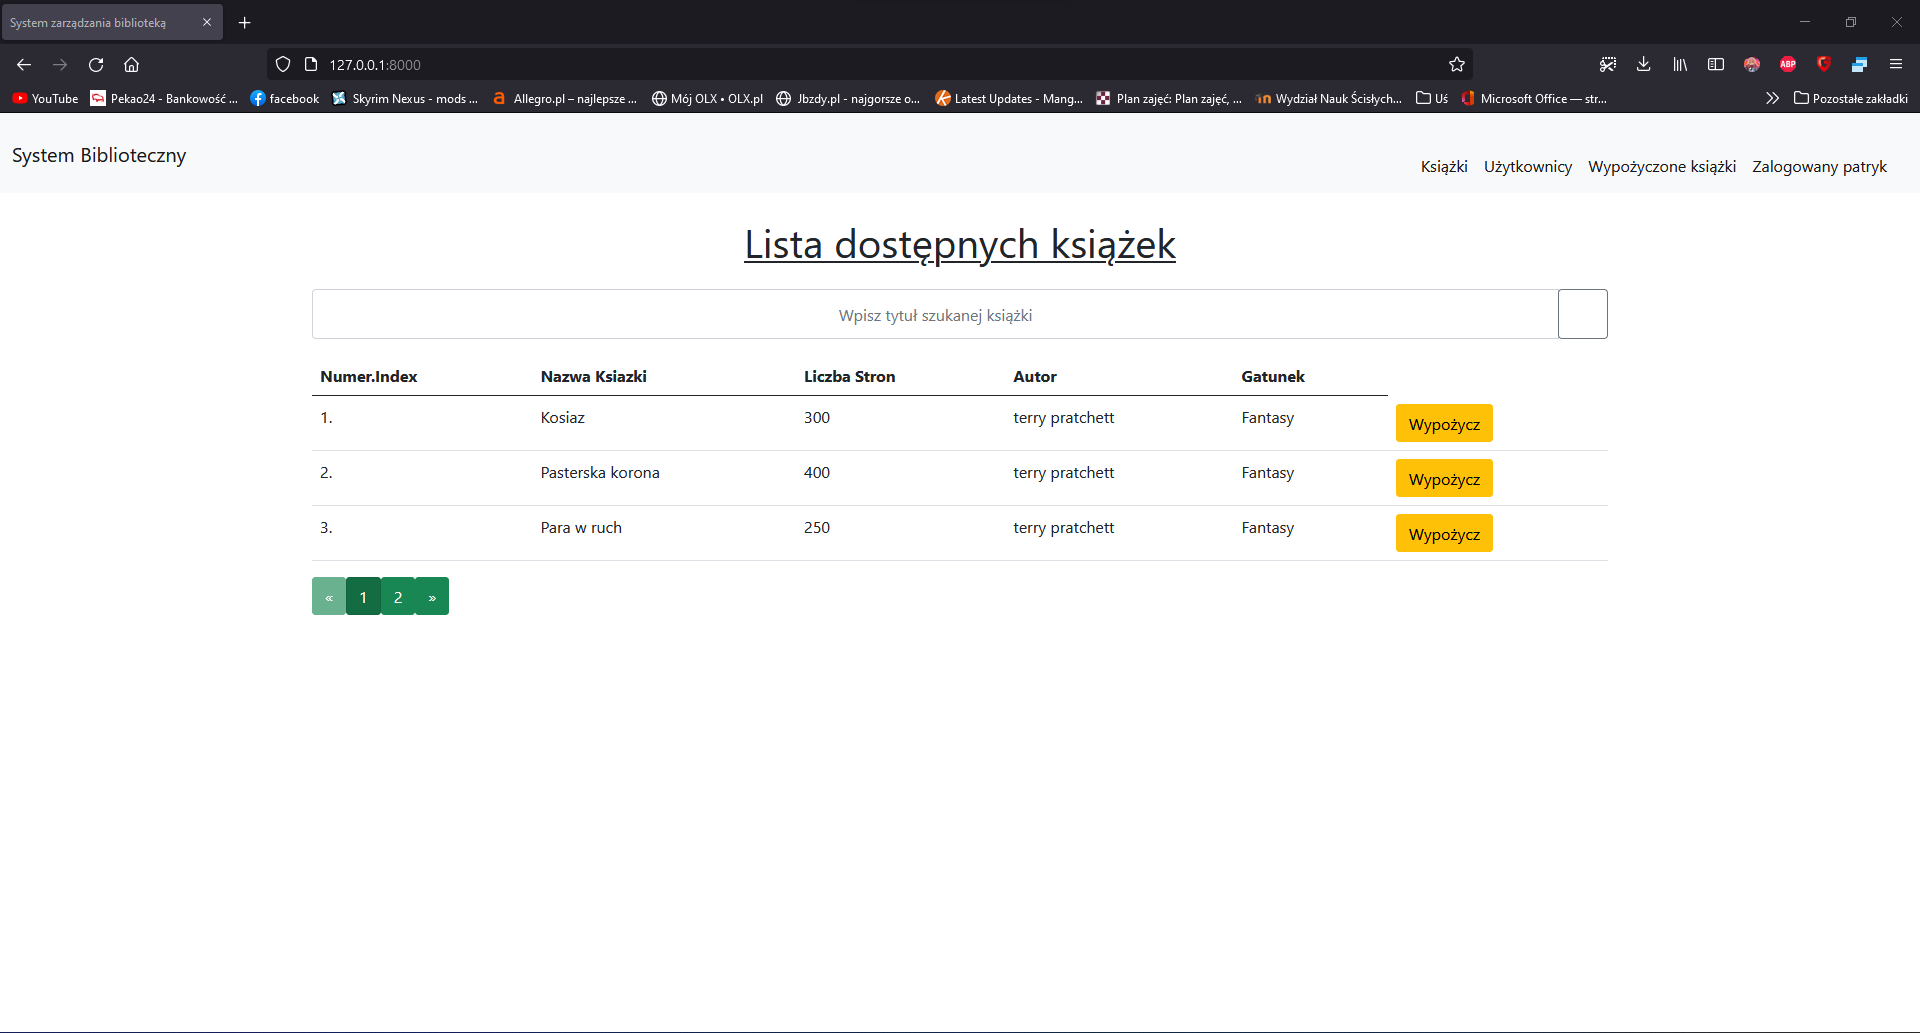 System zarządzania biblioteką
127.0.0.1:8000
YouTube Pekao24 - Bankowość ... facebook Skyrim Nexus - mods ... Allegro.pl – najlepsze ... Mój OLX • OLX.pl Jbzdy.pl - najgorsze o... Latest Updates - Mang... Plan zajęć: Plan zajęć, ... Wydział Nauk Ścisłych... Uś Microsoft Office — str... Pozostałe zakładki
System Biblioteczny
Książki Użytkownicy Wypożyczone książki Zalogowany patryk
Lista dostępnych książek
Wpisz tytuł szukanej książki
Numer.Index Nazwa Ksiazki Liczba Stron Autor Gatunek
1. Kosiaz 300 terry pratchett Fantasy Wypożycz
2. Pasterska korona 400 terry pratchett Fantasy Wypożycz
3. Para w ruch 250 terry pratchett Fantasy Wypożycz
« 1 2 »